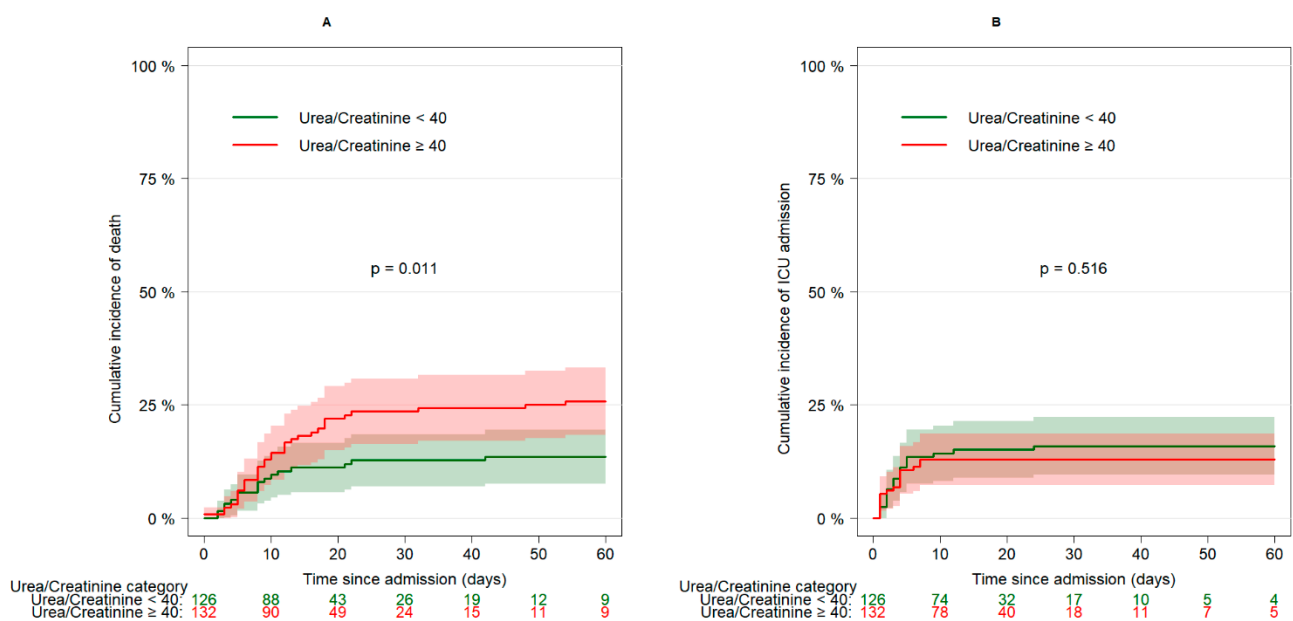 A
100 %
75 %
50 %
25 %
0 %
Cumulative incidence of death
Urea/Creatinine < 40
Urea/Creatinine ≥ 40
p = 0.011
0 10 20 30 40 50 60
Time since admission (days)
Urea/Creatinine category
Urea/Creatinine < 40: 126 88 43 26 19 12 9
Urea/Creatinine ≥ 40: 132 90 49 24 15 11 9
B
100 %
75 %
50 %
25 %
0 %
Cumulative incidence of ICU admission
Urea/Creatinine < 40
Urea/Creatinine ≥ 40
p = 0.516
0 10 20 30 40 50 60
Time since admission (days)
Urea/Creatinine category
Urea/Creatinine < 40: 126 74 32 17 10 5 4
Urea/Creatinine ≥ 40: 132 78 40 18 11 7 5